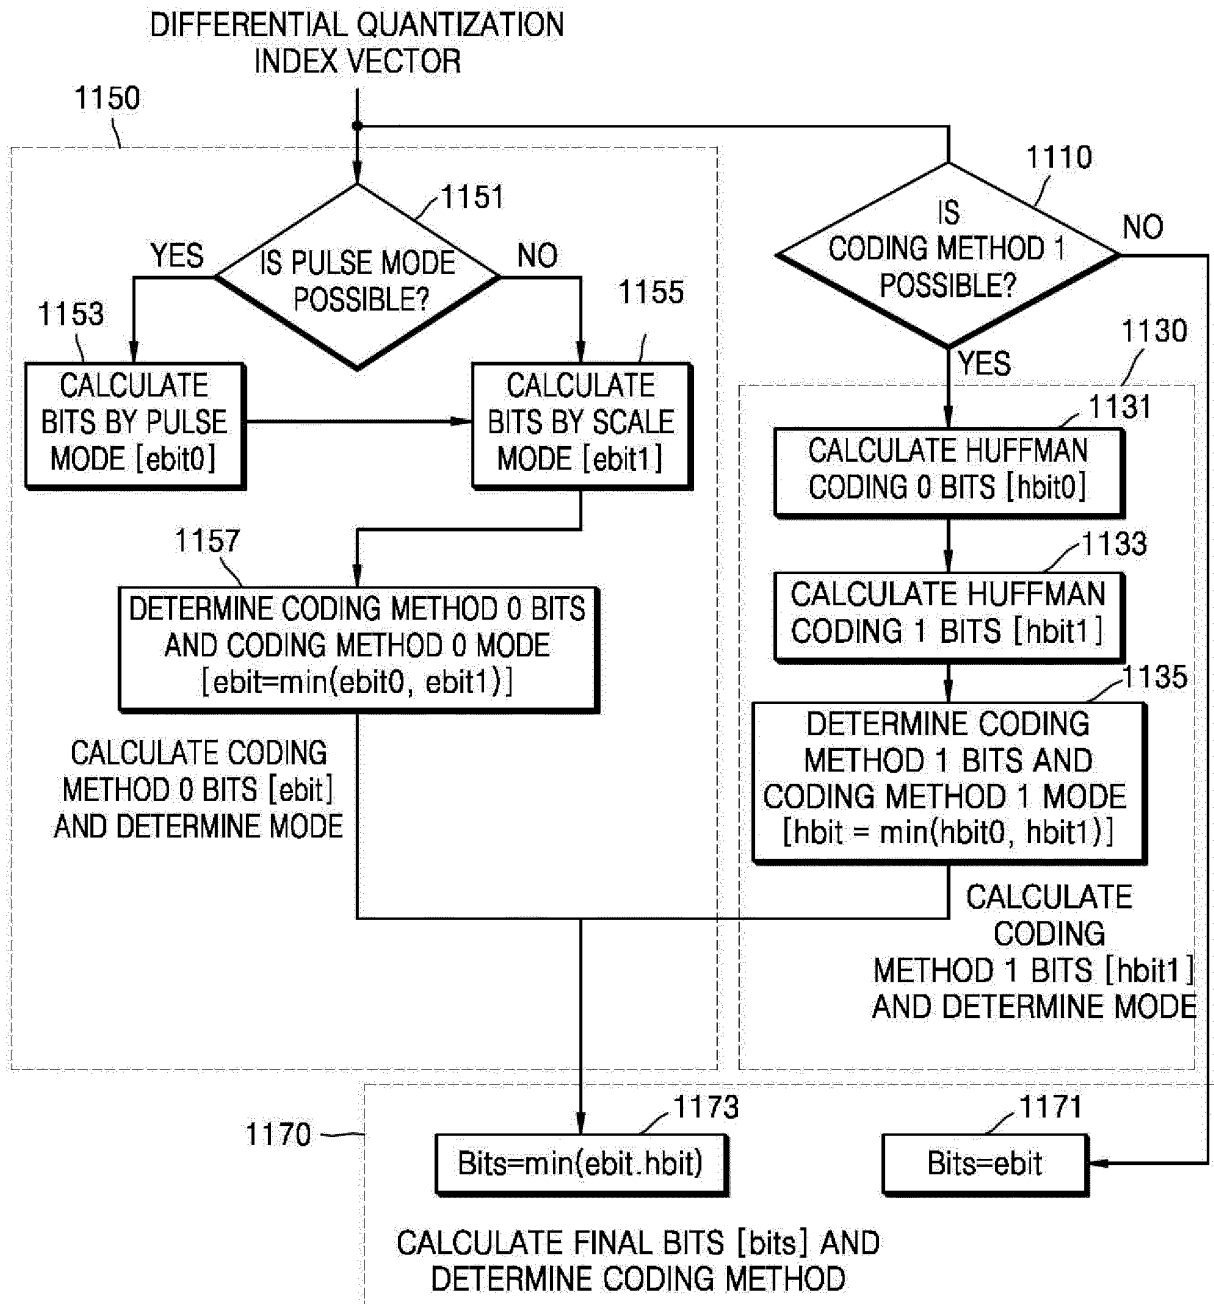 DIFFERENTIAL QUANTIZATION
INDEX VECTOR
1150
1151
IS PULSE MODE
POSSIBLE?
YES
NO
1153
CALCULATE
BITS BY PULSE
MODE [ebit0]
1155
CALCULATE
BITS BY SCALE
MODE [ebit1]
1157
DETERMINE CODING METHOD 0 BITS
AND CODING METHOD 0 MODE
[ebit=min(ebit0, ebit1)]
CALCULATE CODING
METHOD 0 BITS [ebit]
AND DETERMINE MODE
1110
IS
CODING METHOD 1
POSSIBLE?
NO
YES
1130
1131
CALCULATE HUFFMAN
CODING 0 BITS [hbit0]
1133
CALCULATE HUFFMAN
CODING 1 BITS [hbit1]
1135
DETERMINE CODING
METHOD 1 BITS AND
CODING METHOD 1 MODE
[hbit = min(hbit0, hbit1)]
CALCULATE
CODING
METHOD 1 BITS [hbit1]
AND DETERMINE MODE
1170
1173
Bits=min(ebit.hbit)
1171
Bits=ebit
CALCULATE FINAL BITS [bits] AND
DETERMINE CODING METHOD